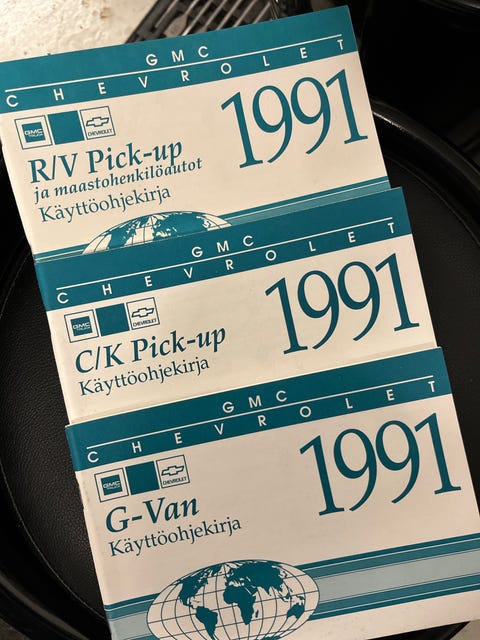 GMC
CHEVROLET
1991
GMC
TRUCK
CHEVROLET
R/V Pick-up
ja maastohenkilöautot
Käyttöohjekirja
GMC
CHEVROLET
1991
GMC
TRUCK
CHEVROLET
C/K Pick-up
Käyttöohjekirja
GMC
CHEVROLET
1991
GMC
TRUCK
CHEVROLET
G-Van
Käyttöohjekirja